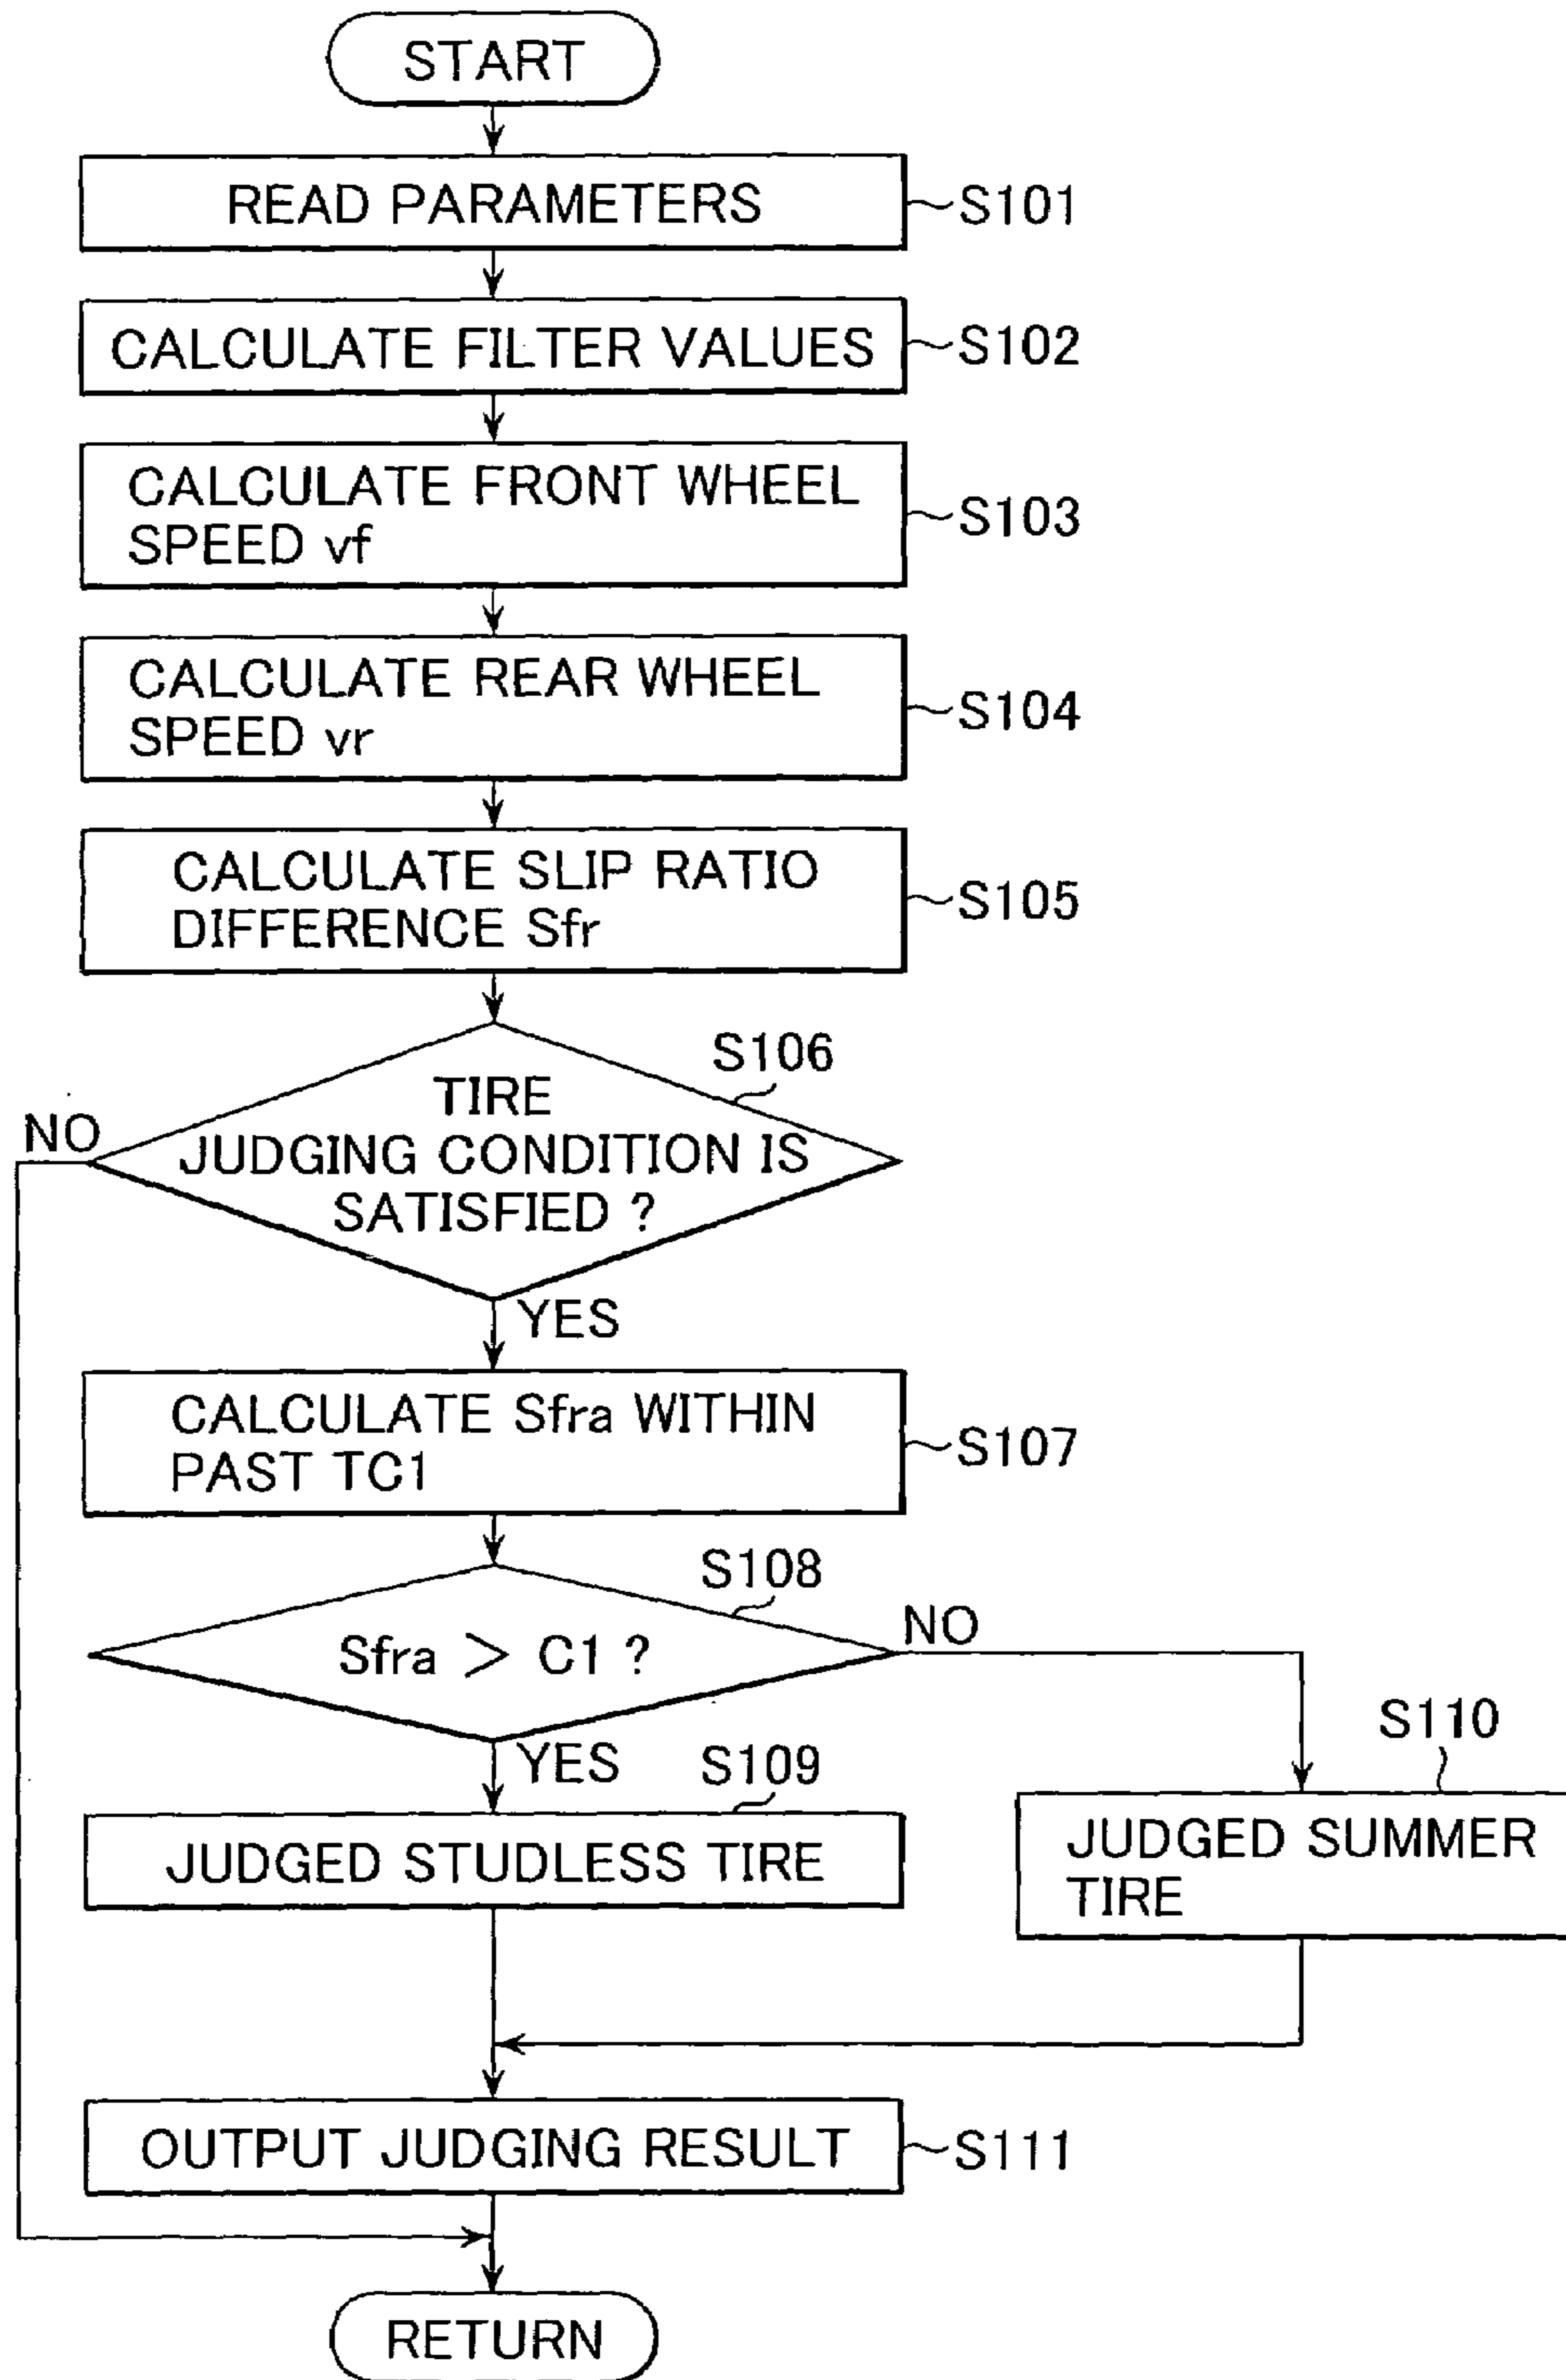 START
READ PARAMETERS
S101
CALCULATE FILTER VALUES
S102
CALCULATE FRONT WHEEL
SPEED vf
S103
CALCULATE REAR WHEEL
SPEED vr
S104
CALCULATE SLIP RATIO
DIFFERENCE Sfr
S105
S106
TIRE
JUDGING CONDITION IS
SATISFIED ?
NO
YES
CALCULATE Sfra WITHIN
PAST TC1
S107
S108
Sfra > C1 ?
NO
YES
S109
JUDGED STUDLESS TIRE
S110
JUDGED SUMMER
TIRE
OUTPUT JUDGING RESULT
S111
RETURN